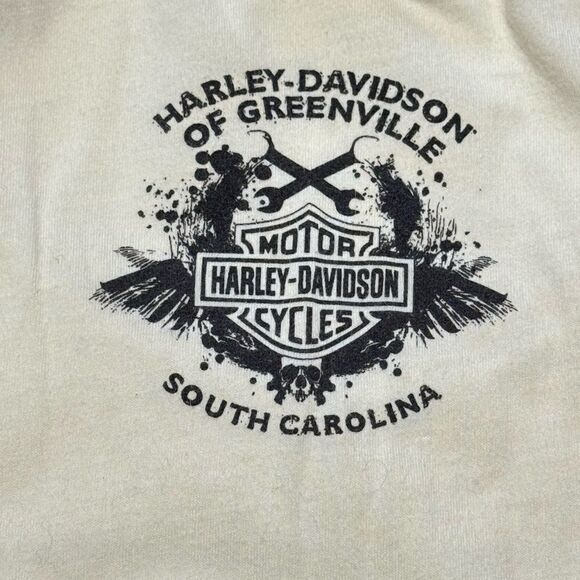 HARLEY-DAVIDSON
OF GREENVILLE
MOTOR
HARLEY-DAVIDSON
CYCLES
SOUTH CAROLINA